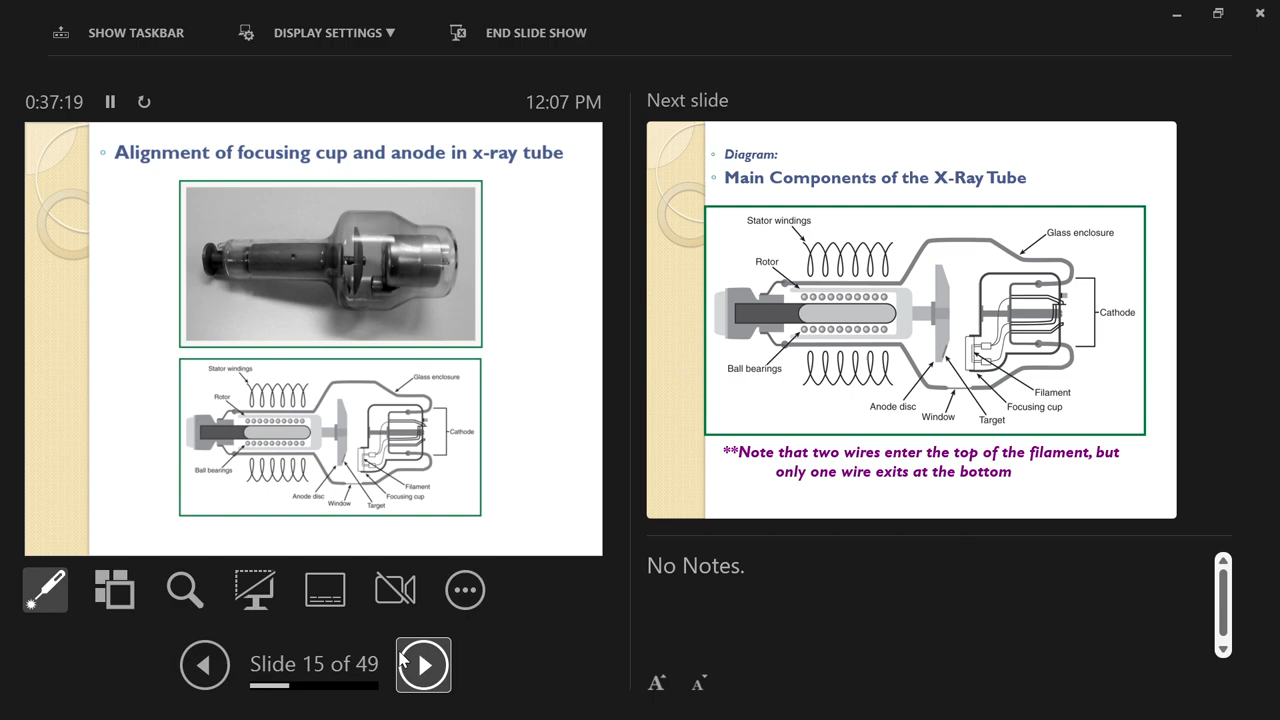 SHOW TASKBAR
DISPLAY SETTINGS ▼
END SLIDE SHOW
0:37:19
12:07 PM
Alignment of focusing cup and anode in x-ray tube
Stator windings
Glass enclosure
Rotor
Cathode
Ball bearings
Filament
Anode disc
Focusing cup
Window
Target
Slide 15 of 49
Next slide
Diagram:
Main Components of the X-Ray Tube
Stator windings
Glass enclosure
Rotor
Cathode
Ball bearings
Filament
Anode disc
Focusing cup
Window
Target
**Note that two wires enter the top of the filament, but
only one wire exits at the bottom
No Notes.
A A